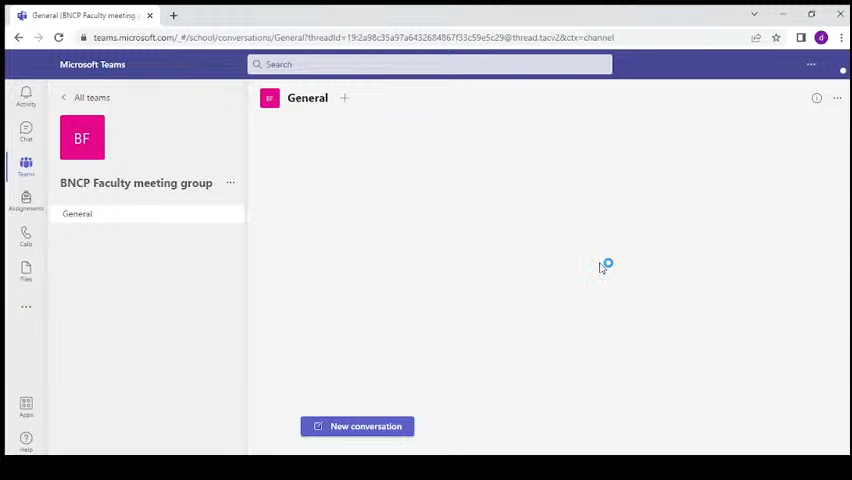 General (BNCP Faculty meeting
teams.microsoft.com/_#/school/conversations/General?threadId=19:2a98c35a97a6432684867f33c59e5c29@thread.tacv2&ctx=channel
d
Microsoft Teams
Search
Activity
Chat
Teams
Assignments
Calls
Files
Apps
Help
All teams
BF
BNCP Faculty meeting group
General
BF
General
New conversation